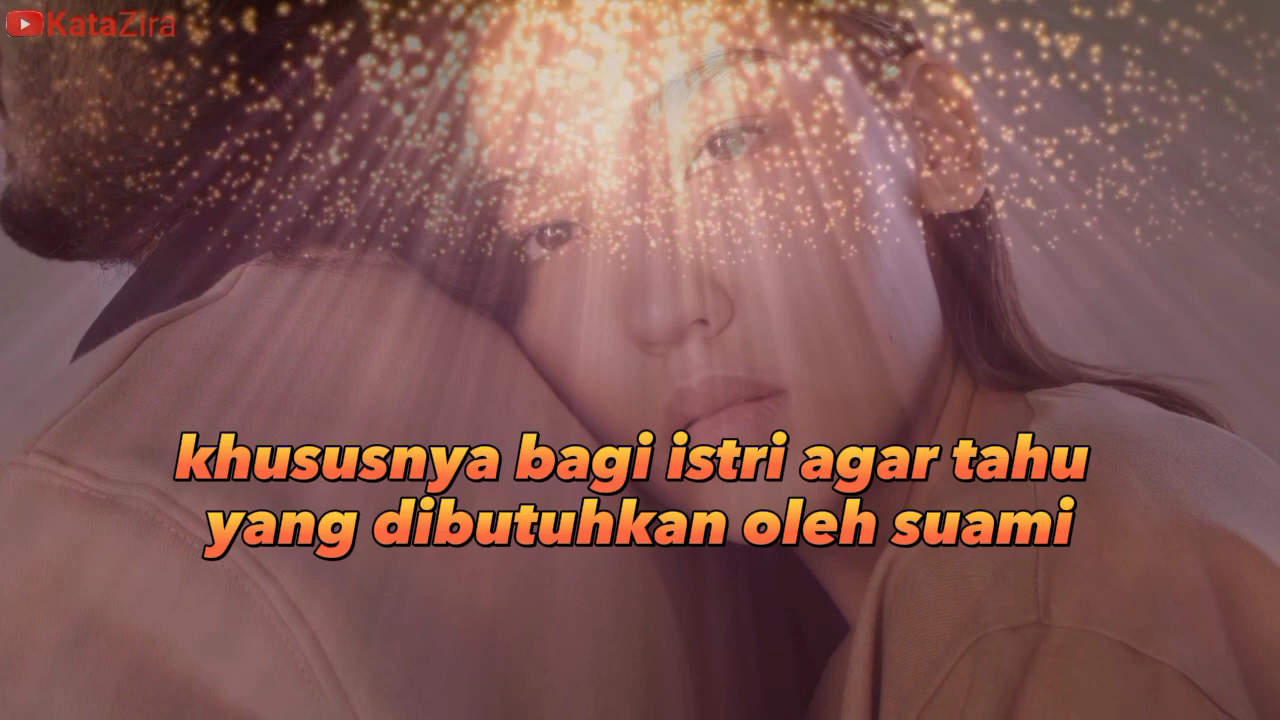 KataZira
khususnya bagi istri agar tahu
yang dibutuhkan oleh suami